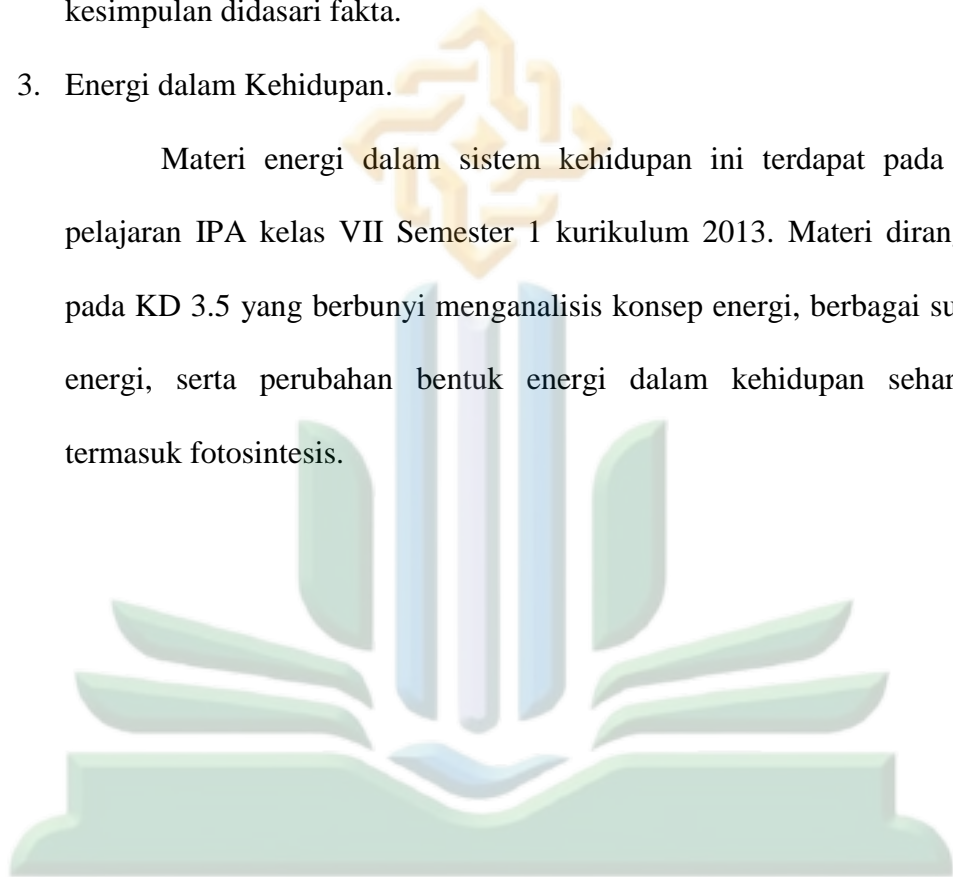 kesimpulan didasari fakta.
3. Energi dalam Kehidupan.
Materi energi dalam sistem kehidupan ini terdapat pada
pelajaran IPA kelas VII Semester 1 kurikulum 2013. Materi
pada KD 3.5 yang berbunyi menganalisis konsep energi, berbagai
energi, serta perubahan bentuk energi dalam kehidupan
termasuk fotosintesis.